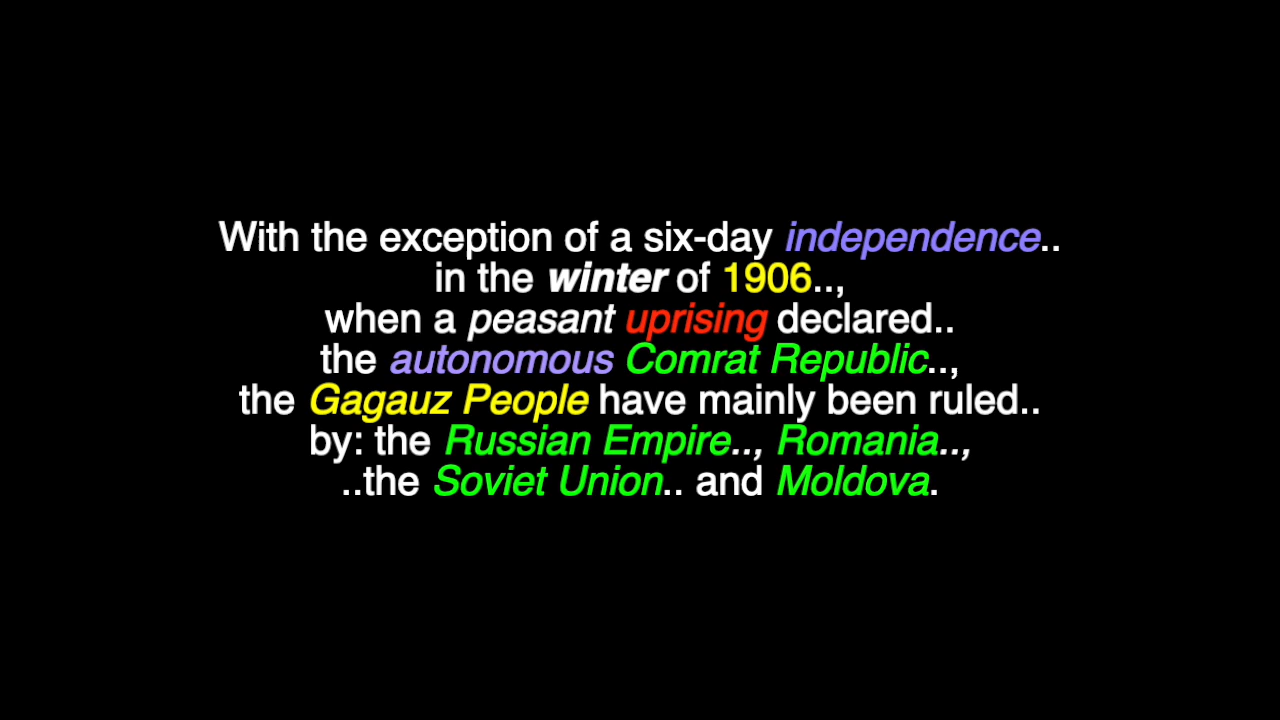 With the exception of a six-day independence..
in the winter of 1906..,
when a peasant uprising declared..
the autonomous Comrat Republic..,
the Gagauz People have mainly been ruled..
by: the Russian Empire.., Romania..,
..the Soviet Union.. and Moldova.